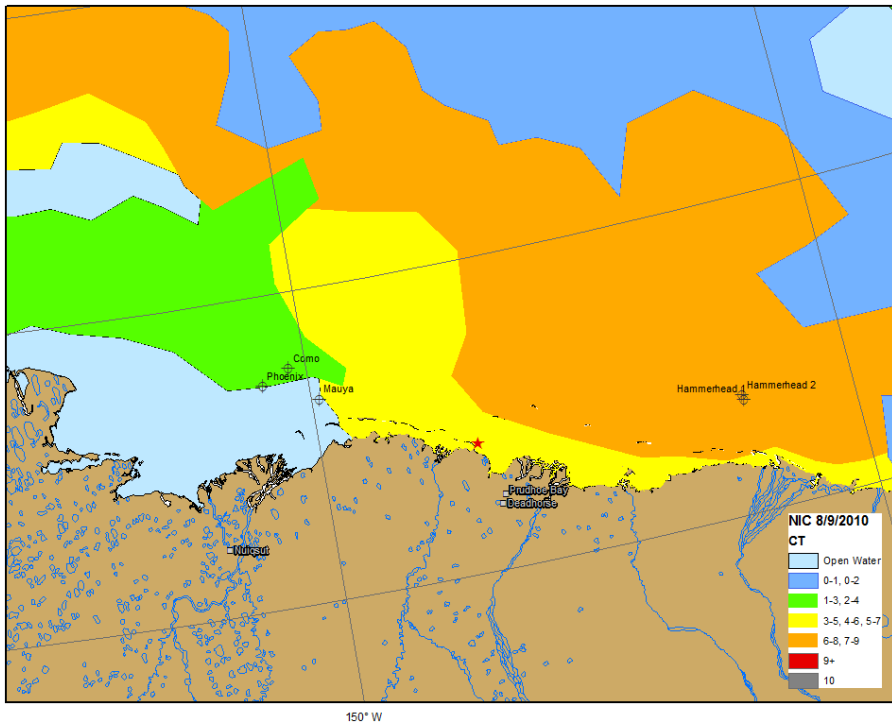 Como
Phoenix
Mauya
Hammerhead 1
Hammerhead 2
Prudhoe Bay
Deadhorse
Nuiqsut
NIC 8/9/2010
CT
Open Water
0-1, 0-2
1-3, 2-4
3-5, 4-6, 5-7
6-8, 7-9
9+
10
150° W